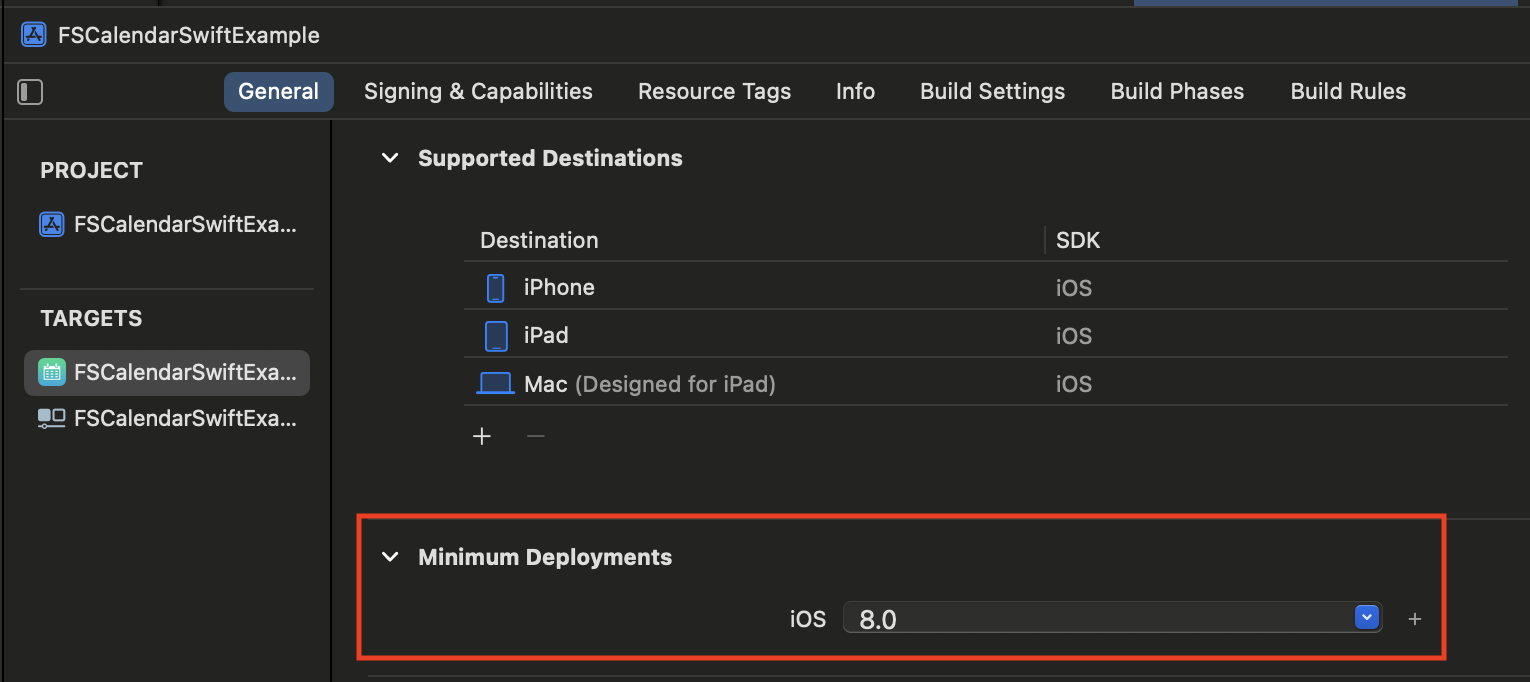 FSCalendarSwiftExample
General Signing & Capabilities Resource Tags Info Build Settings Build Phases Build Rules
PROJECT
FSCalendarSwiftExa...
TARGETS
FSCalendarSwiftExa...
FSCalendarSwiftExa...
Supported Destinations
Destination SDK
iPhone iOS
iPad iOS
Mac (Designed for iPad) iOS
+ −
Minimum Deployments
iOS 8.0 +